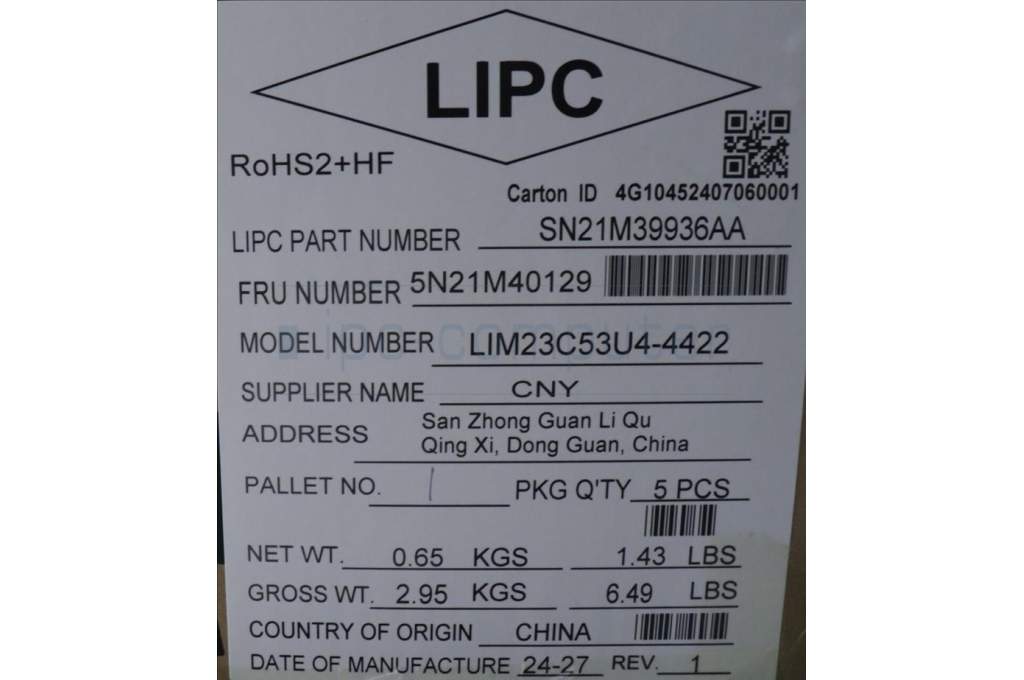 LIPC
RoHS2+HF
Carton ID 4G10452407060001
LIPC PART NUMBER SN21M39936AA
FRU NUMBER 5N21M40129
ipc computer
MODEL NUMBER LIM23C53U4-4422
SUPPLIER NAME CNY
ADDRESS San Zhong Guan Li Qu
Qing Xi, Dong Guan, China
PALLET NO. 1 PKG Q'TY 5 PCS
NET WT. 0.65 KGS 1.43 LBS
GROSS WT. 2.95 KGS 6.49 LBS
COUNTRY OF ORIGIN CHINA
DATE OF MANUFACTURE 24-27 REV. 1